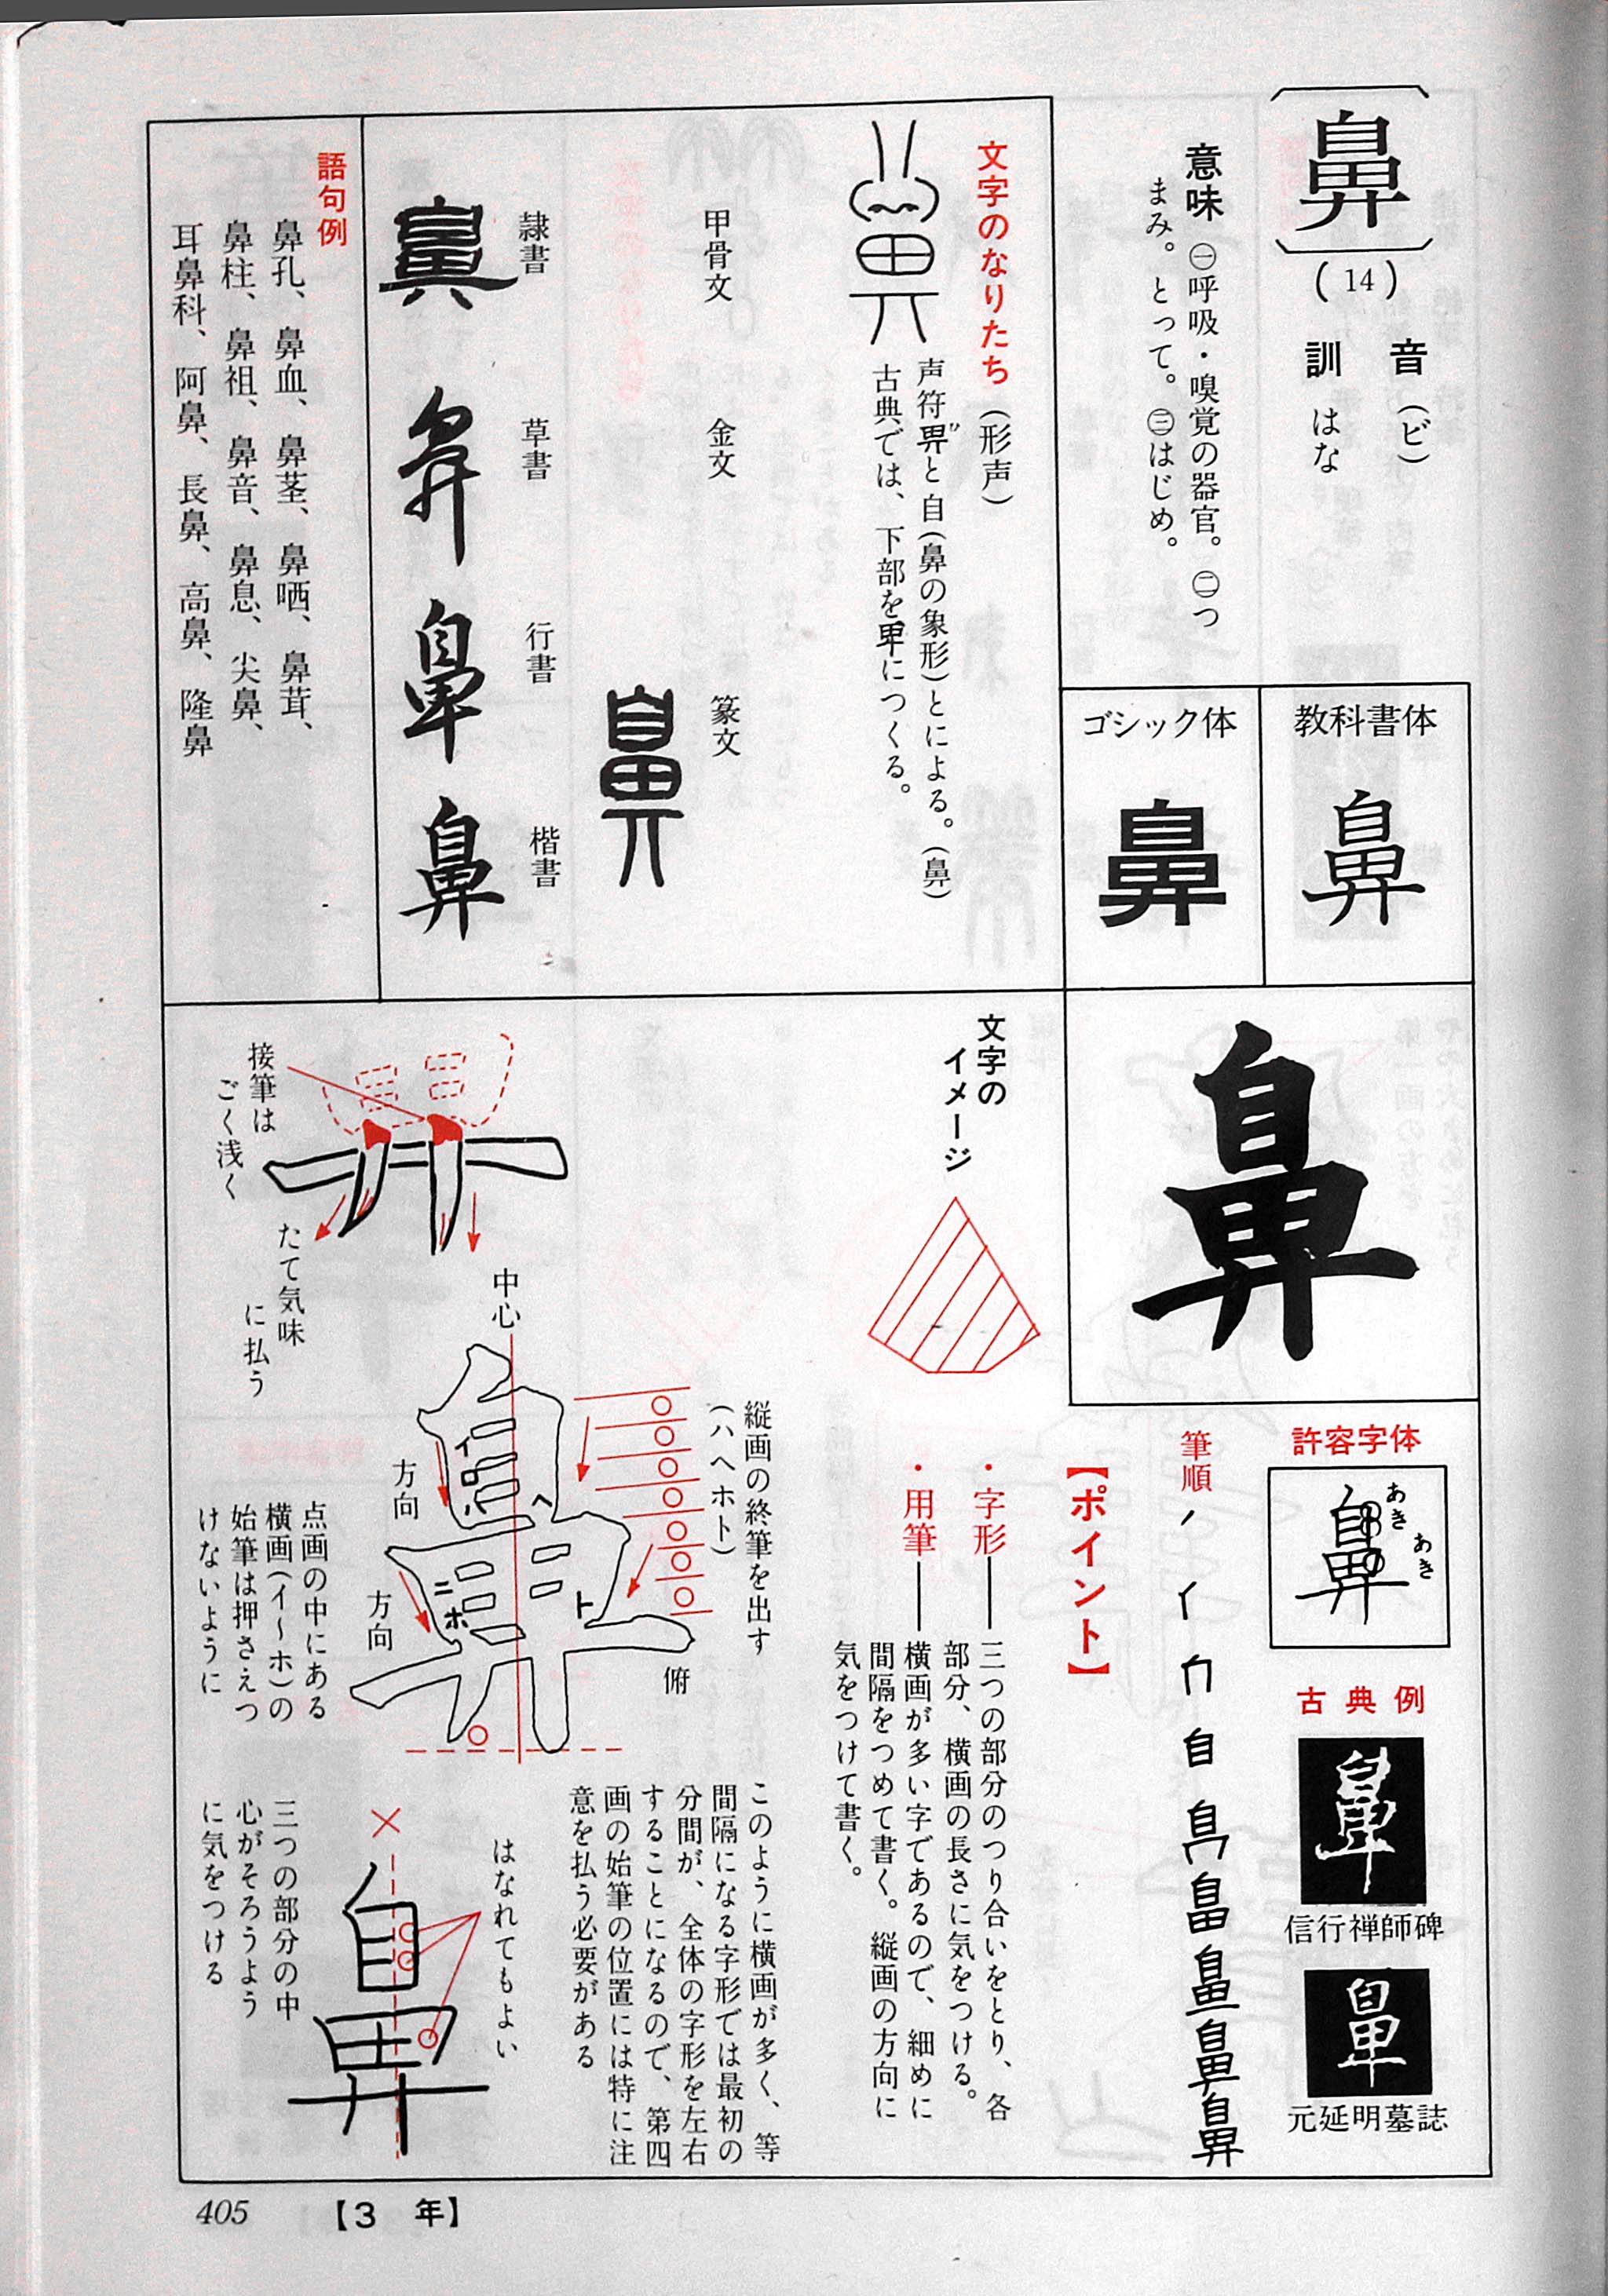 鼻
(14)
音 (ビ)
訓 はな
意味 ㊀呼吸・嗅覚の器官。㊁つ
まみ。とって。㊂はじめ。
教科書体
鼻
ゴシック体
鼻
文字のなりたち (形声)
声符畀と自(鼻の象形)とによる。(鼻)
古典では、下部を𢌿につくる。
甲骨文
金文
篆文
隷書
草書
行書
楷書
鼻 鼻 鼻 鼻
語句例
鼻孔、鼻血、鼻茎、鼻哂、鼻茸、
鼻柱、鼻祖、鼻音、鼻息、尖鼻、
耳鼻科、阿鼻、長鼻、高鼻、隆鼻
鼻
許容字体
鼻
あき
あき
古典例
信行禅師碑
元延明墓誌
筆順
【ポイント】
・字形──三つの部分のつり合いをとり、各
部分、横画の長さに気をつける。
・用筆──横画が多い字であるので、細めに
間隔をつめて書く。縦画の方向に
気をつけて書く。
文字の
イメージ
縦画の終筆を出す
(ハヘホト)
中心
イ
ロ
ハ
ニ
ホ
ヘ
ト
方向
方向
俯
接筆は
ごく浅く
たて気味
に払う
点画の中にある
横画(イ〜ホ)の
始筆は押さえつ
けないように
このように横画が多く、等
間隔になる字形では最初の
分間が、全体の字形を左右
することになるので、第四
画の始筆の位置には特に注
意を払う必要がある
はなれてもよい
×
三つの部分の中
心がそろうよう
に気をつける
405
【3 年】